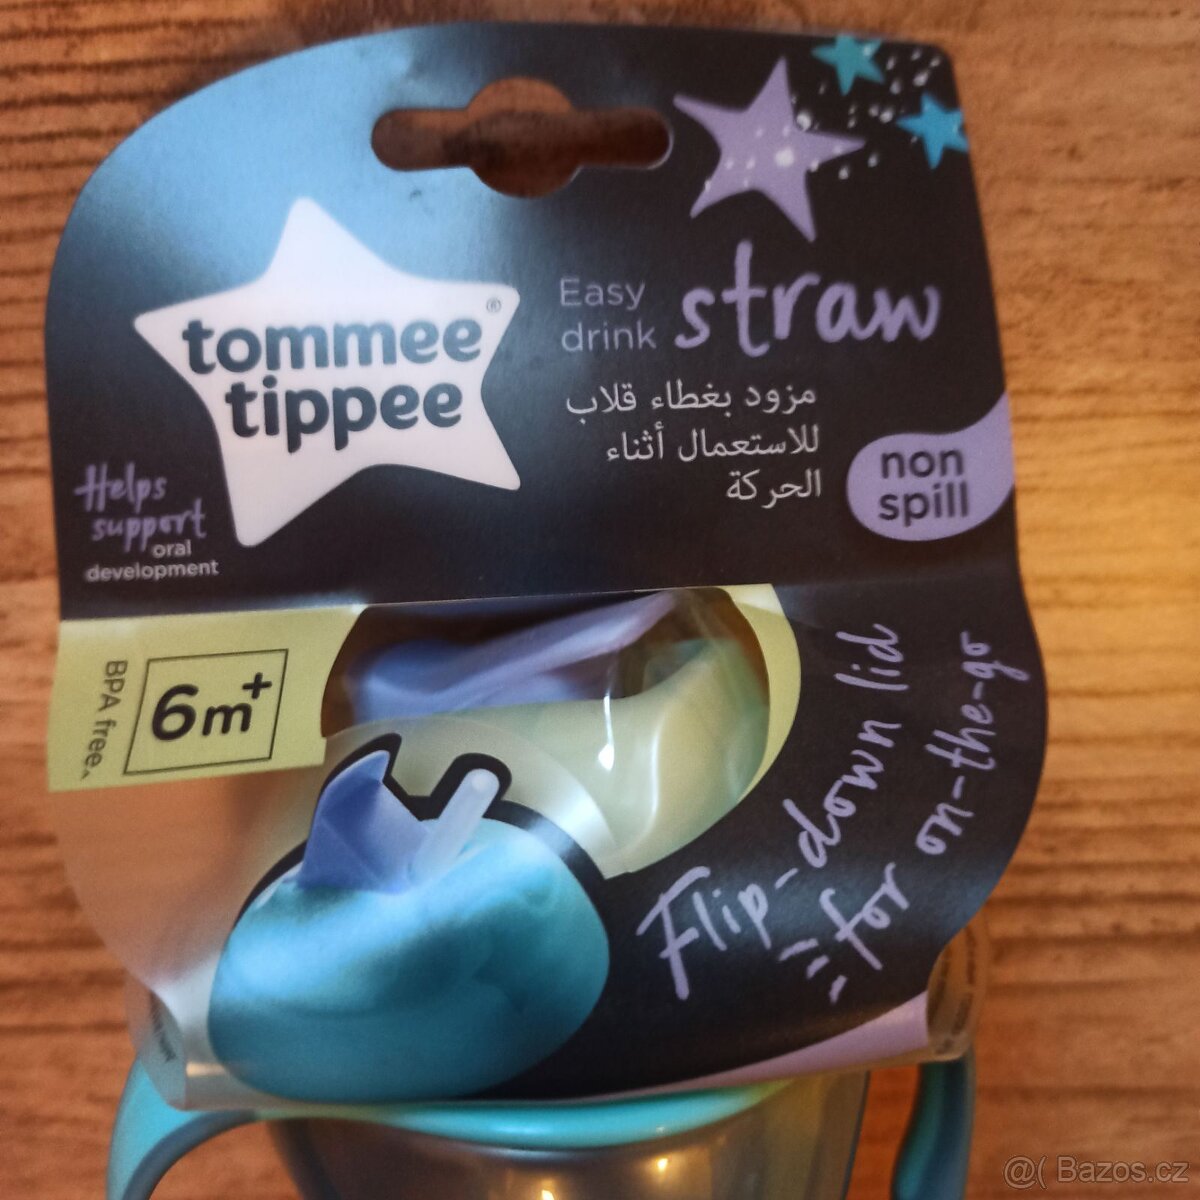 tommee®
tippee
Easy
drink straw
مزود بغطاء قلاب
للاستعمال أثناء
الحركة
non
spill
Helps
support
oral
development
BPA free^
6m+
Flip-down lid
for on-the-go
@( Bazos.cz